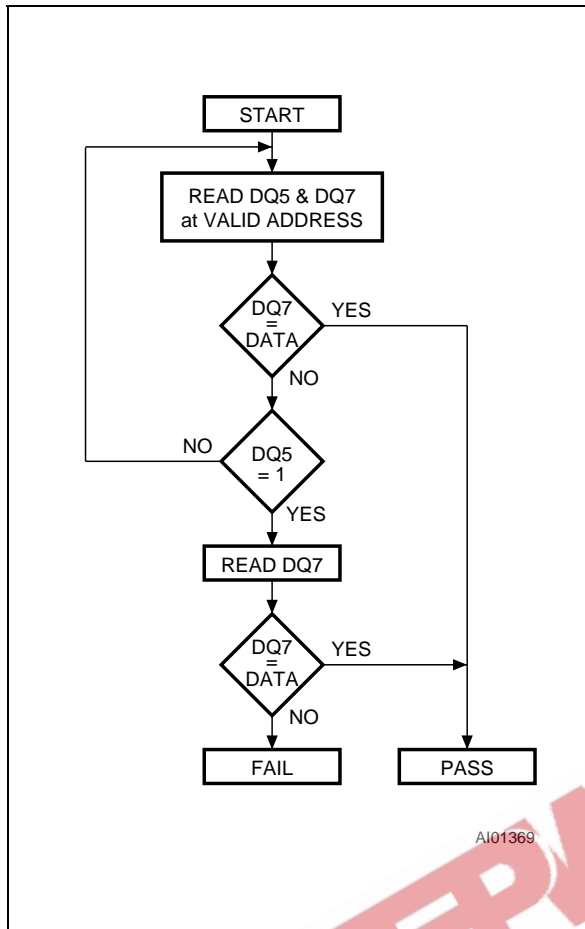 START
READ DQ5 & DQ7
at VALID ADDRESS
DQ7
=
DATA
YES
NO
NO
DQ5
= 1
YES
READ DQ7
DQ7
=
DATA
YES
NO
FAIL
PASS
AI01369